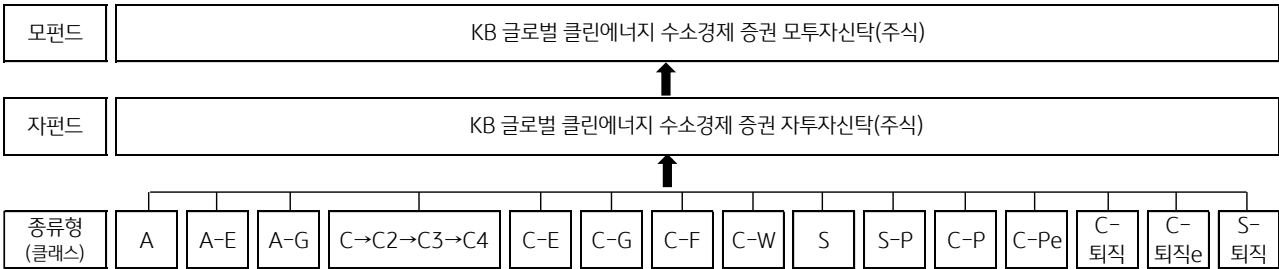 모펀드
KB 글로벌 클린에너지 수소경제 증권 모투자신탁(주식)
자펀드
KB 글로벌 클린에너지 수소경제 증권 자투자신탁(주식)
종류형
(클래스)
A
A-E
A-G
C→C2→C3→C4
C-E
C-G
C-F
C-W
S
S-P
C-P
C-Pe
C-
퇴직
C-
퇴직e
S-
퇴직